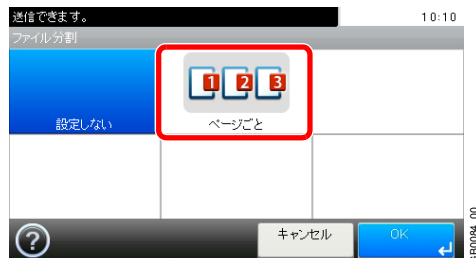 送信できます。 10:10
ファイル分割
1 2 3
設定しない ページごと
? キャンセル OK
GB0084_00